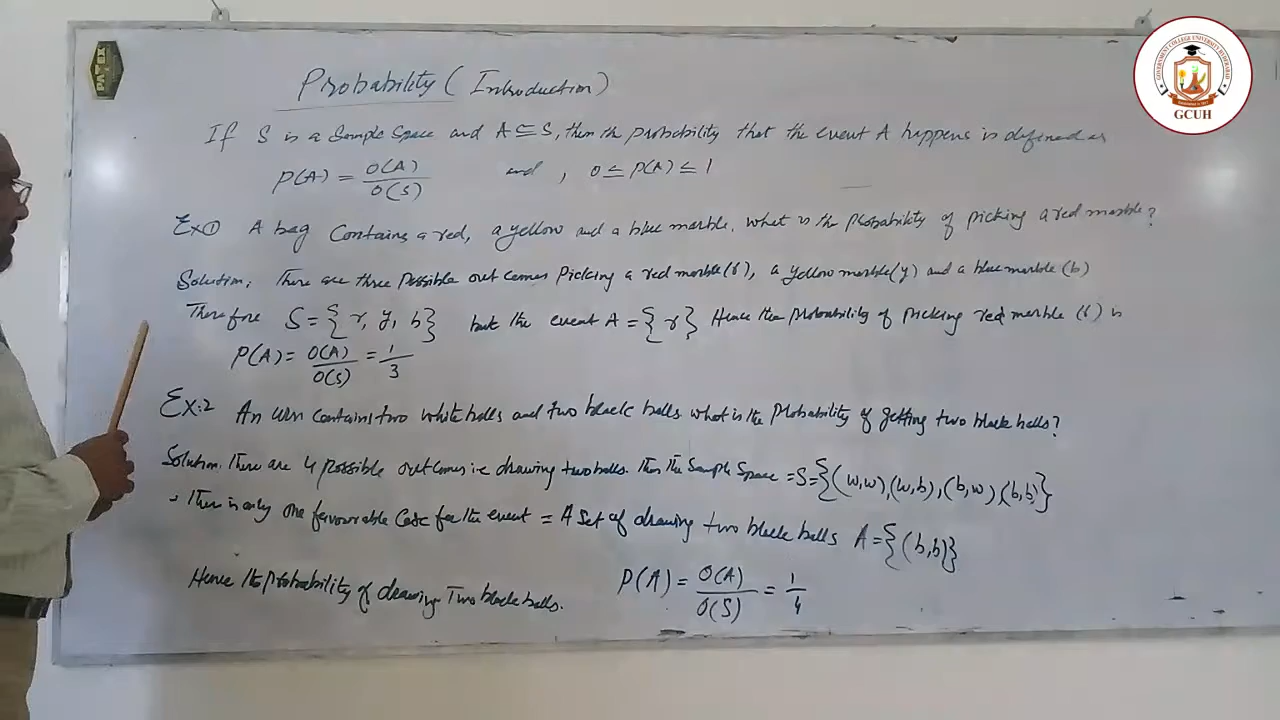 PATEX
GOVERNMENT COLLEGE UNIVERSITY HYDERABAD
GCUH
Probability (Introduction)
If S is a Sample Space and A ⊆ S, then the probability that the event A happens is defined as
P(A) = O(A)/O(S) and , 0 ≤ P(A) ≤ 1
Ex① A bag Contains a red, a yellow and a blue marble. What is the probability of picking a red marble?
Solution. There are three possible out comes Picking a red marble (r), a yellow marble (y) and a blue marble (b)
Therefore S = { r, y, b} but the event A = { r } Hence the probability of picking red marble (r) is
P(A) = O(A)/O(S) = 1/3
Ex:2 An urn contains two white balls and two black balls what is the Probability of getting two black balls?
Solution. There are 4 possible outcomes i.e drawing two balls. Then the Sample Space = S = {(w,w), (w,b), (b,w), (b,b)}
There is only one favourable Case for the event = A set of drawing two black balls A = {(b,b)}
Hence the probability of drawing Two black balls. P(A) = O(A)/O(S) = 1/4